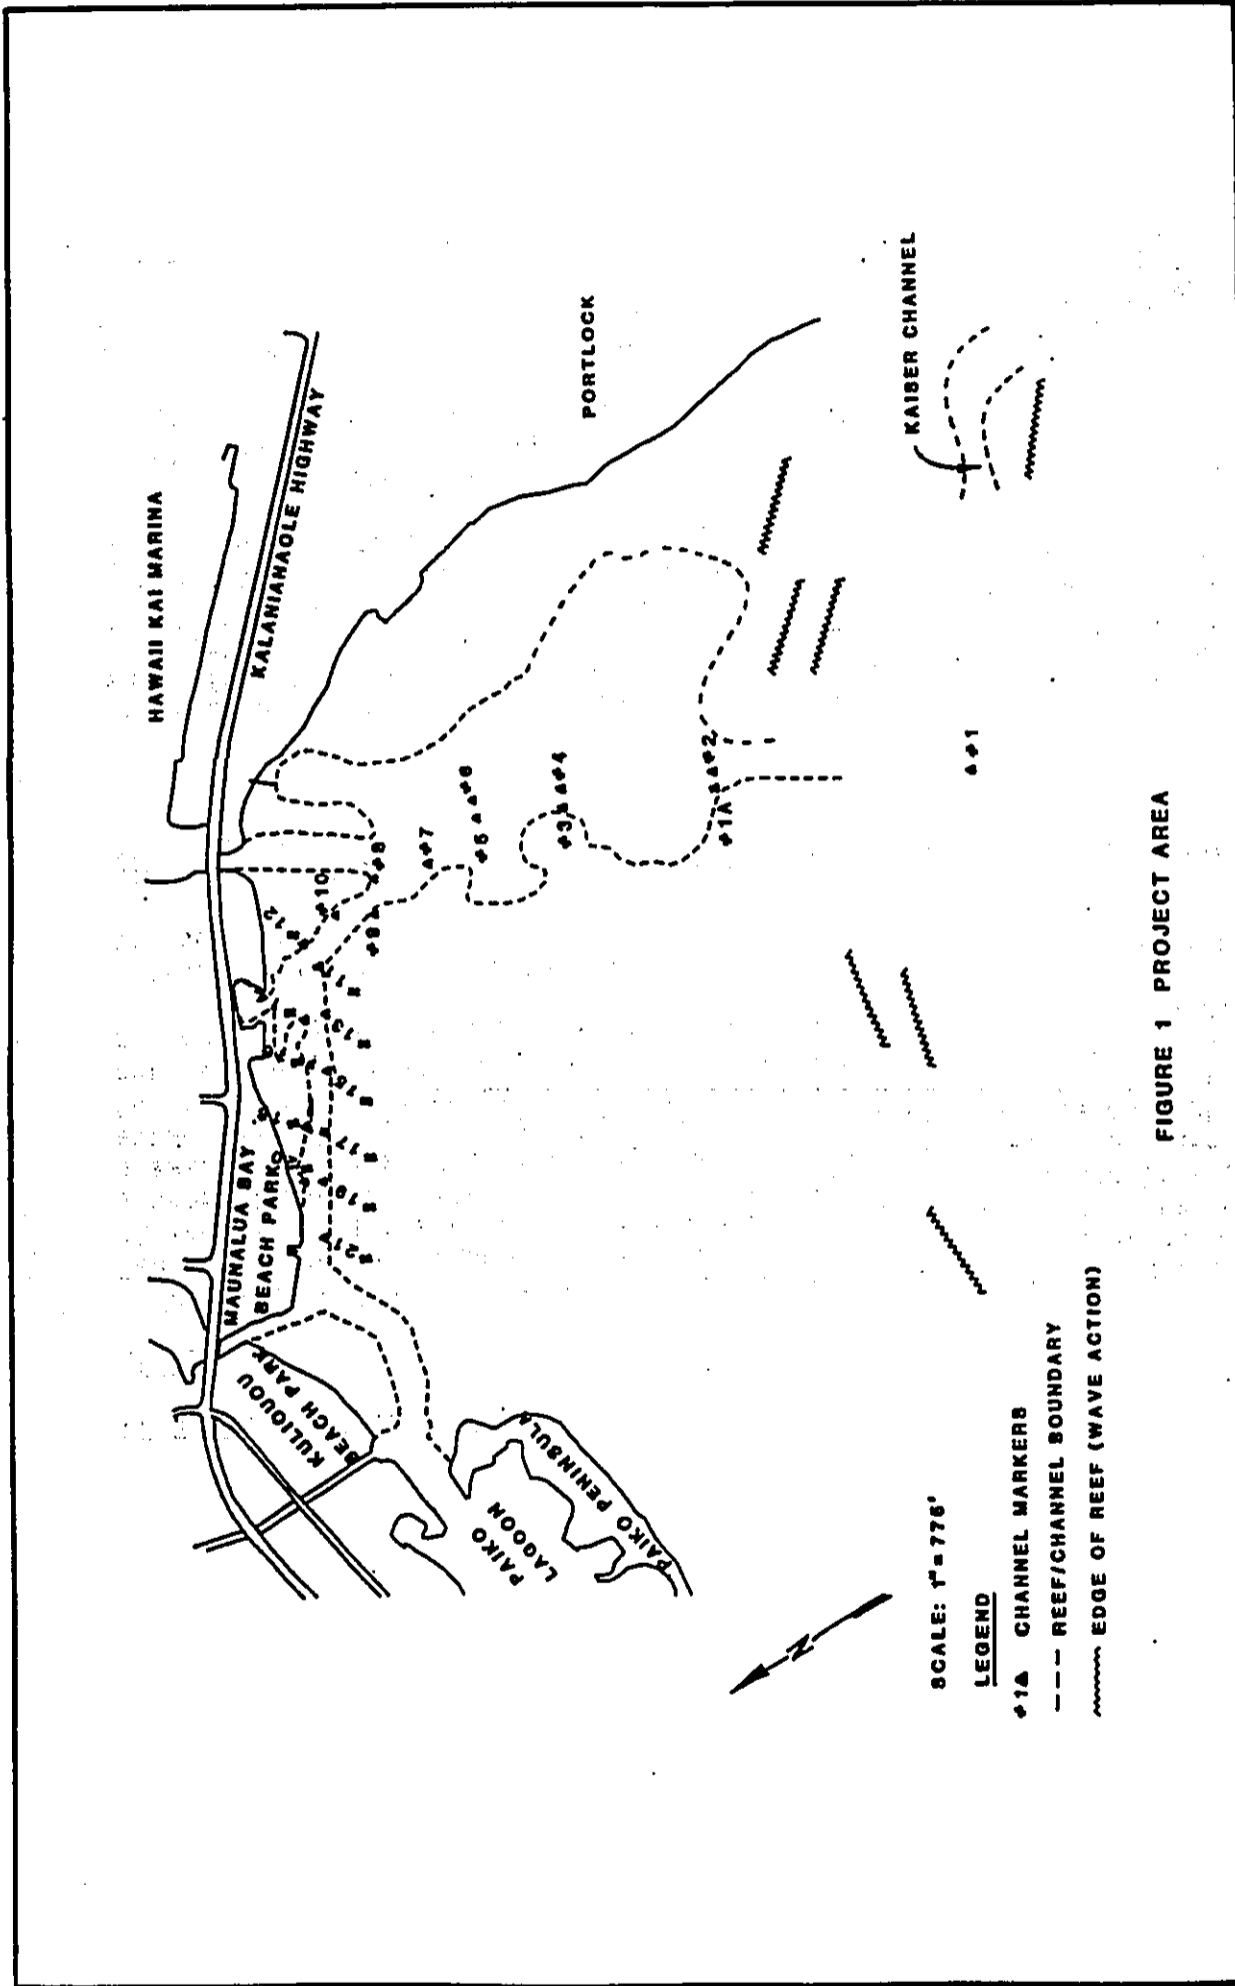 HAWAII KAI MARINA
KALANIANAOLE HIGHWAY
PORTLOCK
KAISER CHANNEL
MAUNALUA BAY
BEACH PARK
KULIOUOU
BEACH PARK
PAIKO
LAGOON
PAIKO PENINSULA
#12
#10
#8
#9
#7
#5
#6
#3
#4
#1A
#2
#1
#13
#15
#17
#19
#21
N
SCALE: 1"=775'
LEGEND
#1 CHANNEL MARKERS
REEF/CHANNEL BOUNDARY
EDGE OF REEF (WAVE ACTION)
FIGURE 1 PROJECT AREA